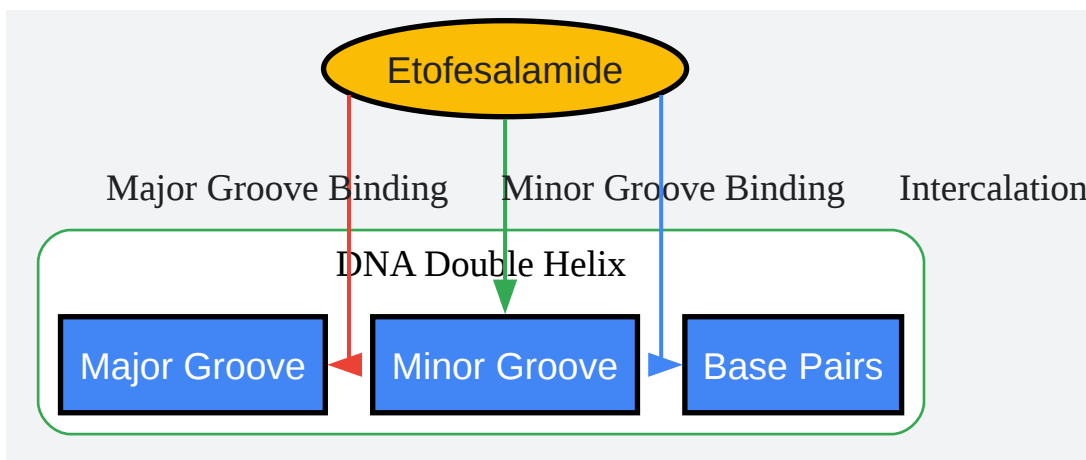 Etofesalamide
Major Groove Binding
Minor Groove Binding
Intercalation
DNA Double Helix
Major Groove
Minor Groove
Base Pairs